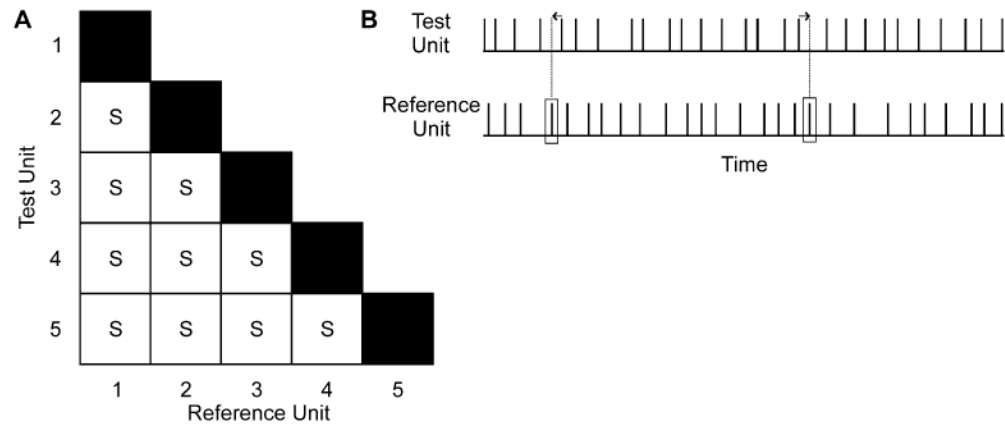 A
Test Unit
1
2
S
3
S S
4
S S S
5
S S S S
1 2 3 4 5
Reference Unit
B
Test
Unit
Reference
Unit
Time